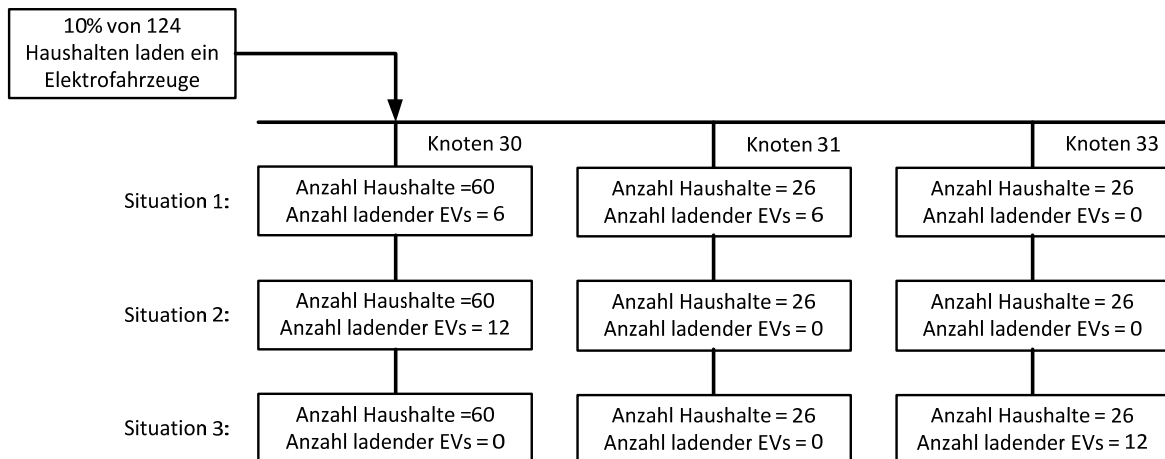 10% von 124
Haushalten laden ein
Elektrofahrzeuge
Knoten 30
Knoten 31
Knoten 33
Situation 1:
Anzahl Haushalte =60
Anzahl ladender EVs = 6
Anzahl Haushalte = 26
Anzahl ladender EVs = 6
Anzahl Haushalte = 26
Anzahl ladender EVs = 0
Situation 2:
Anzahl Haushalte =60
Anzahl ladender EVs = 12
Anzahl Haushalte = 26
Anzahl ladender EVs = 0
Anzahl Haushalte = 26
Anzahl ladender EVs = 0
Situation 3:
Anzahl Haushalte =60
Anzahl ladender EVs = 0
Anzahl Haushalte = 26
Anzahl ladender EVs = 0
Anzahl Haushalte = 26
Anzahl ladender EVs = 12